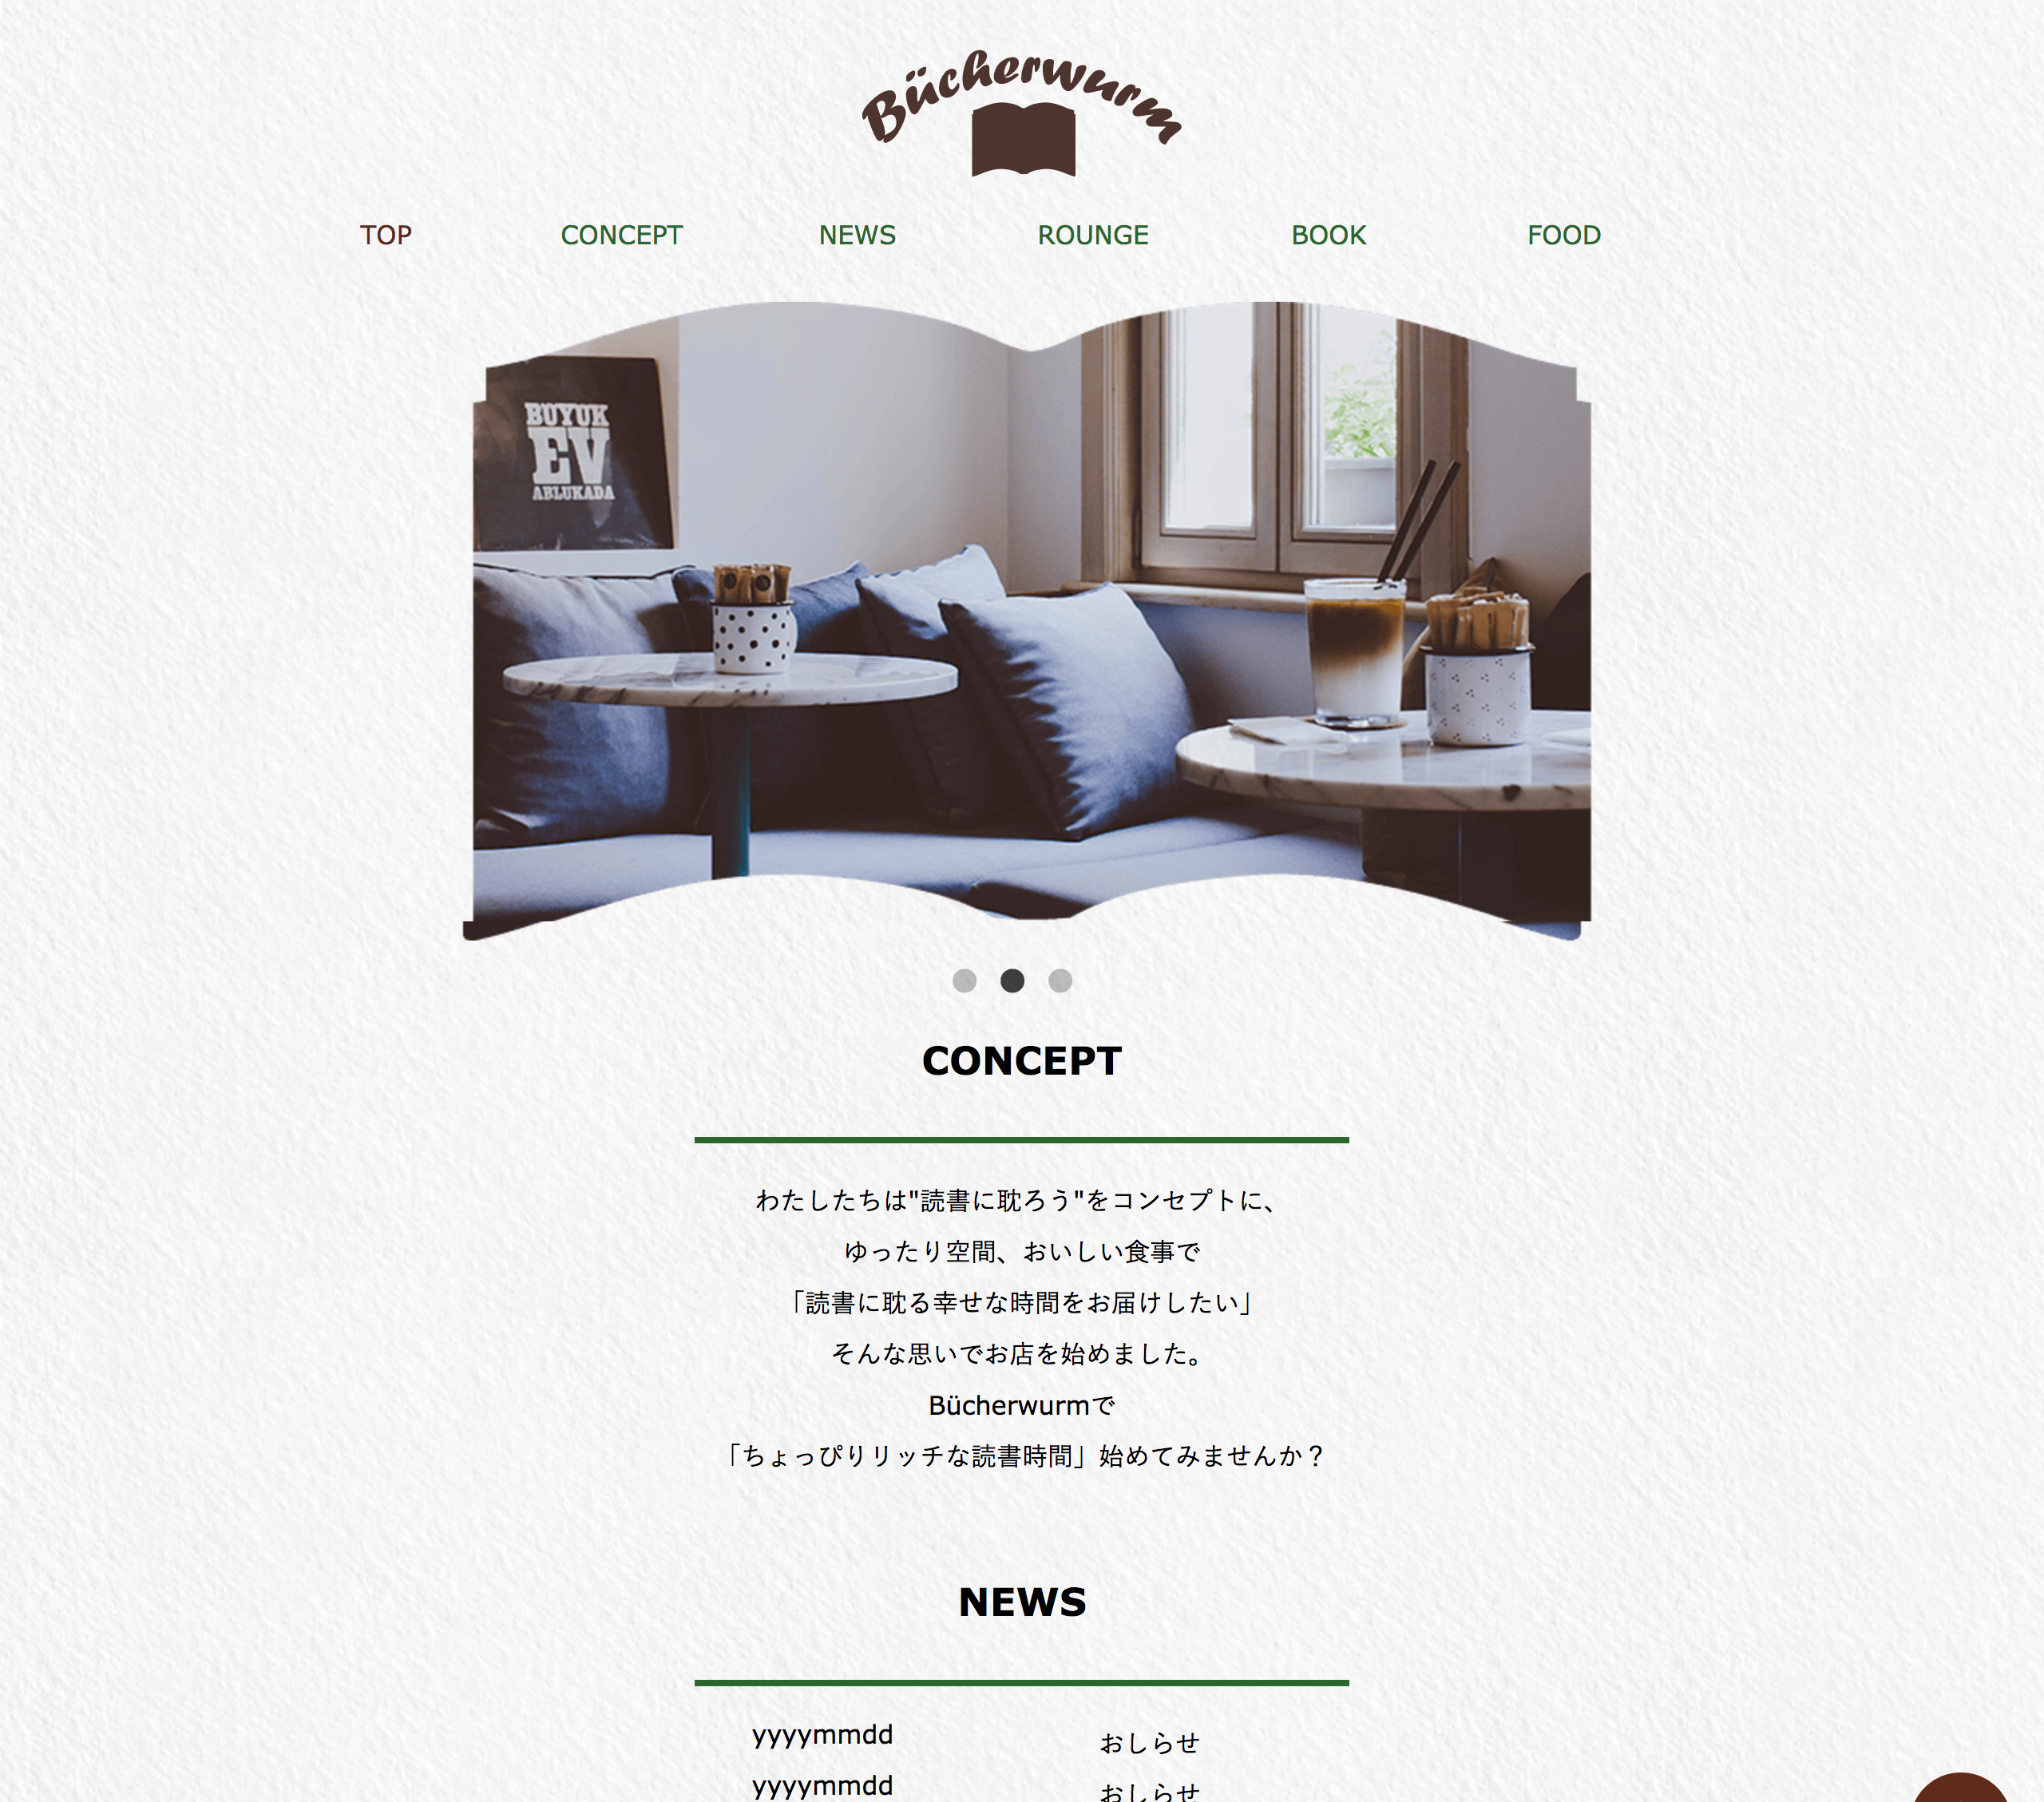 Bücherwurm
TOP CONCEPT NEWS ROUNGE BOOK FOOD
BUYUK
EV
ABLUKADA
CONCEPT
わたしたちは"読書に耽ろう"をコンセプトに、
ゆったり空間、おいしい食事で
「読書に耽る幸せな時間をお届けしたい」
そんな思いでお店を始めました。
Bücherwurmで
「ちょっぴりリッチな読書時間」始めてみませんか？
NEWS
yyyymmdd おしらせ
yyyymmdd おしらせ